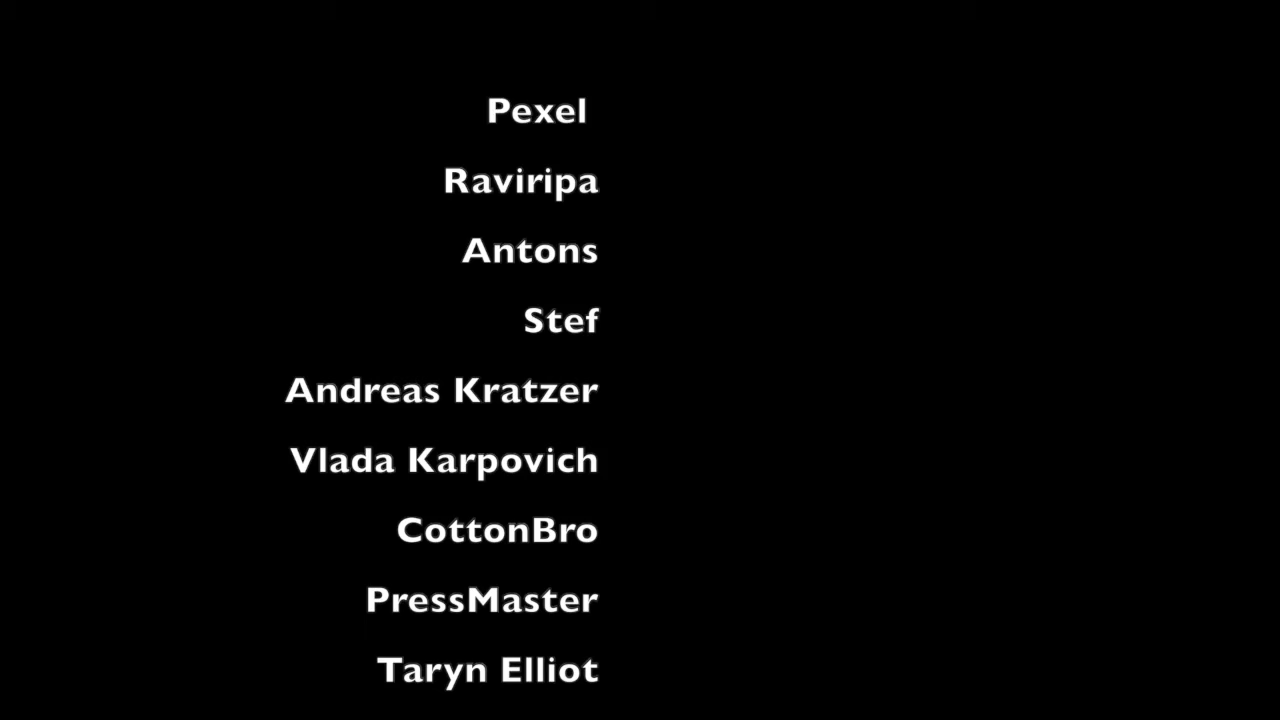 Pexel
Raviripa
Antons
Stef
Andreas Kratzer
Vlada Karpovich
CottonBro
PressMaster
Taryn Elliot